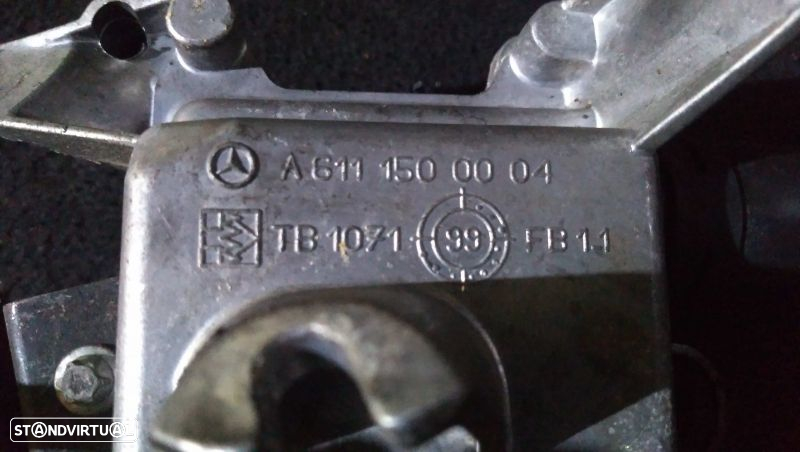 A 611 150 00 04
TB 1071 99 FB 1.1
STANDVIRTUAL